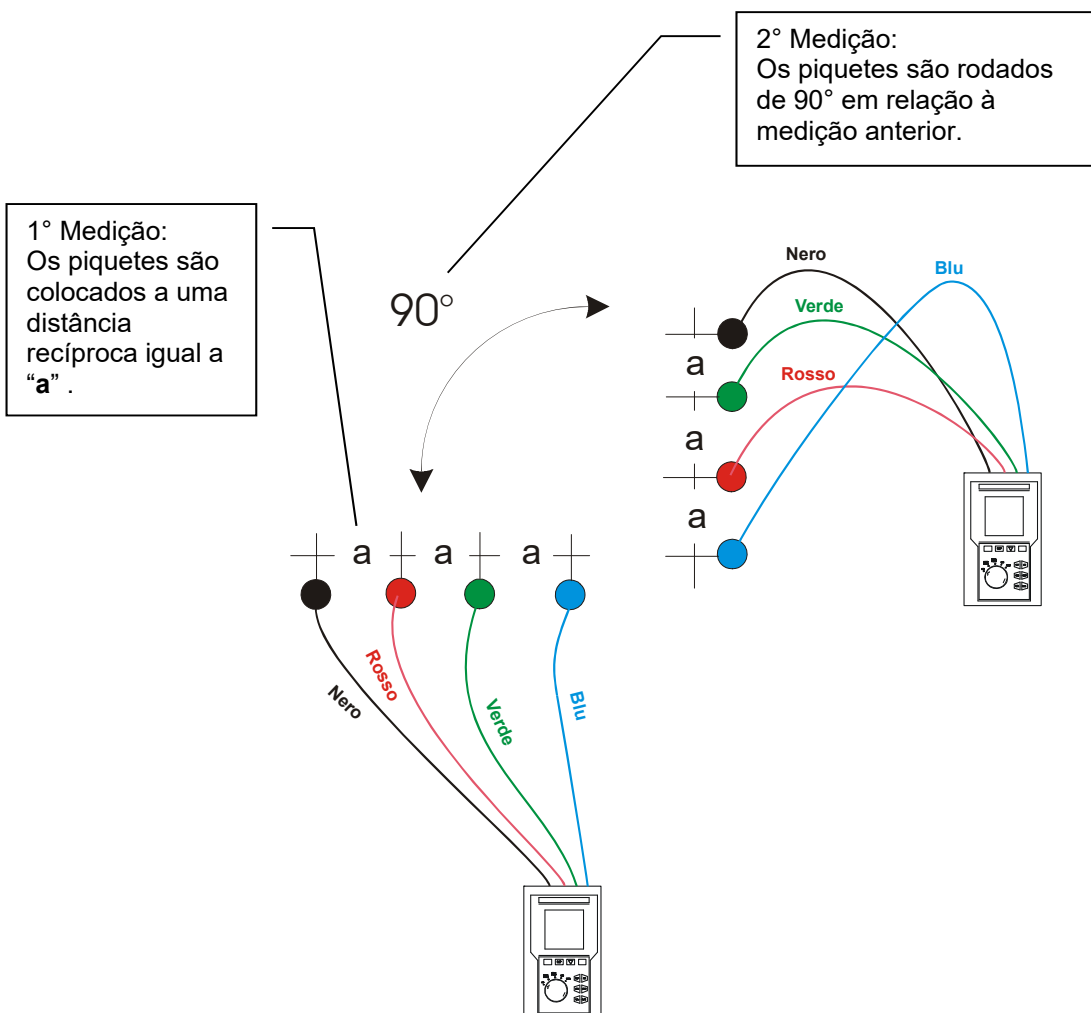 2° Medição:
Os piquetes são rodados
de 90° em relação à
medição anterior.
1° Medição:
Os piquetes são
colocados a uma
distância
recíproca igual a
“a” .
90°
Nero
Blu
Verde
a
Rosso
a
a
a
a
a
Rosso
Nero
Verde
Blu